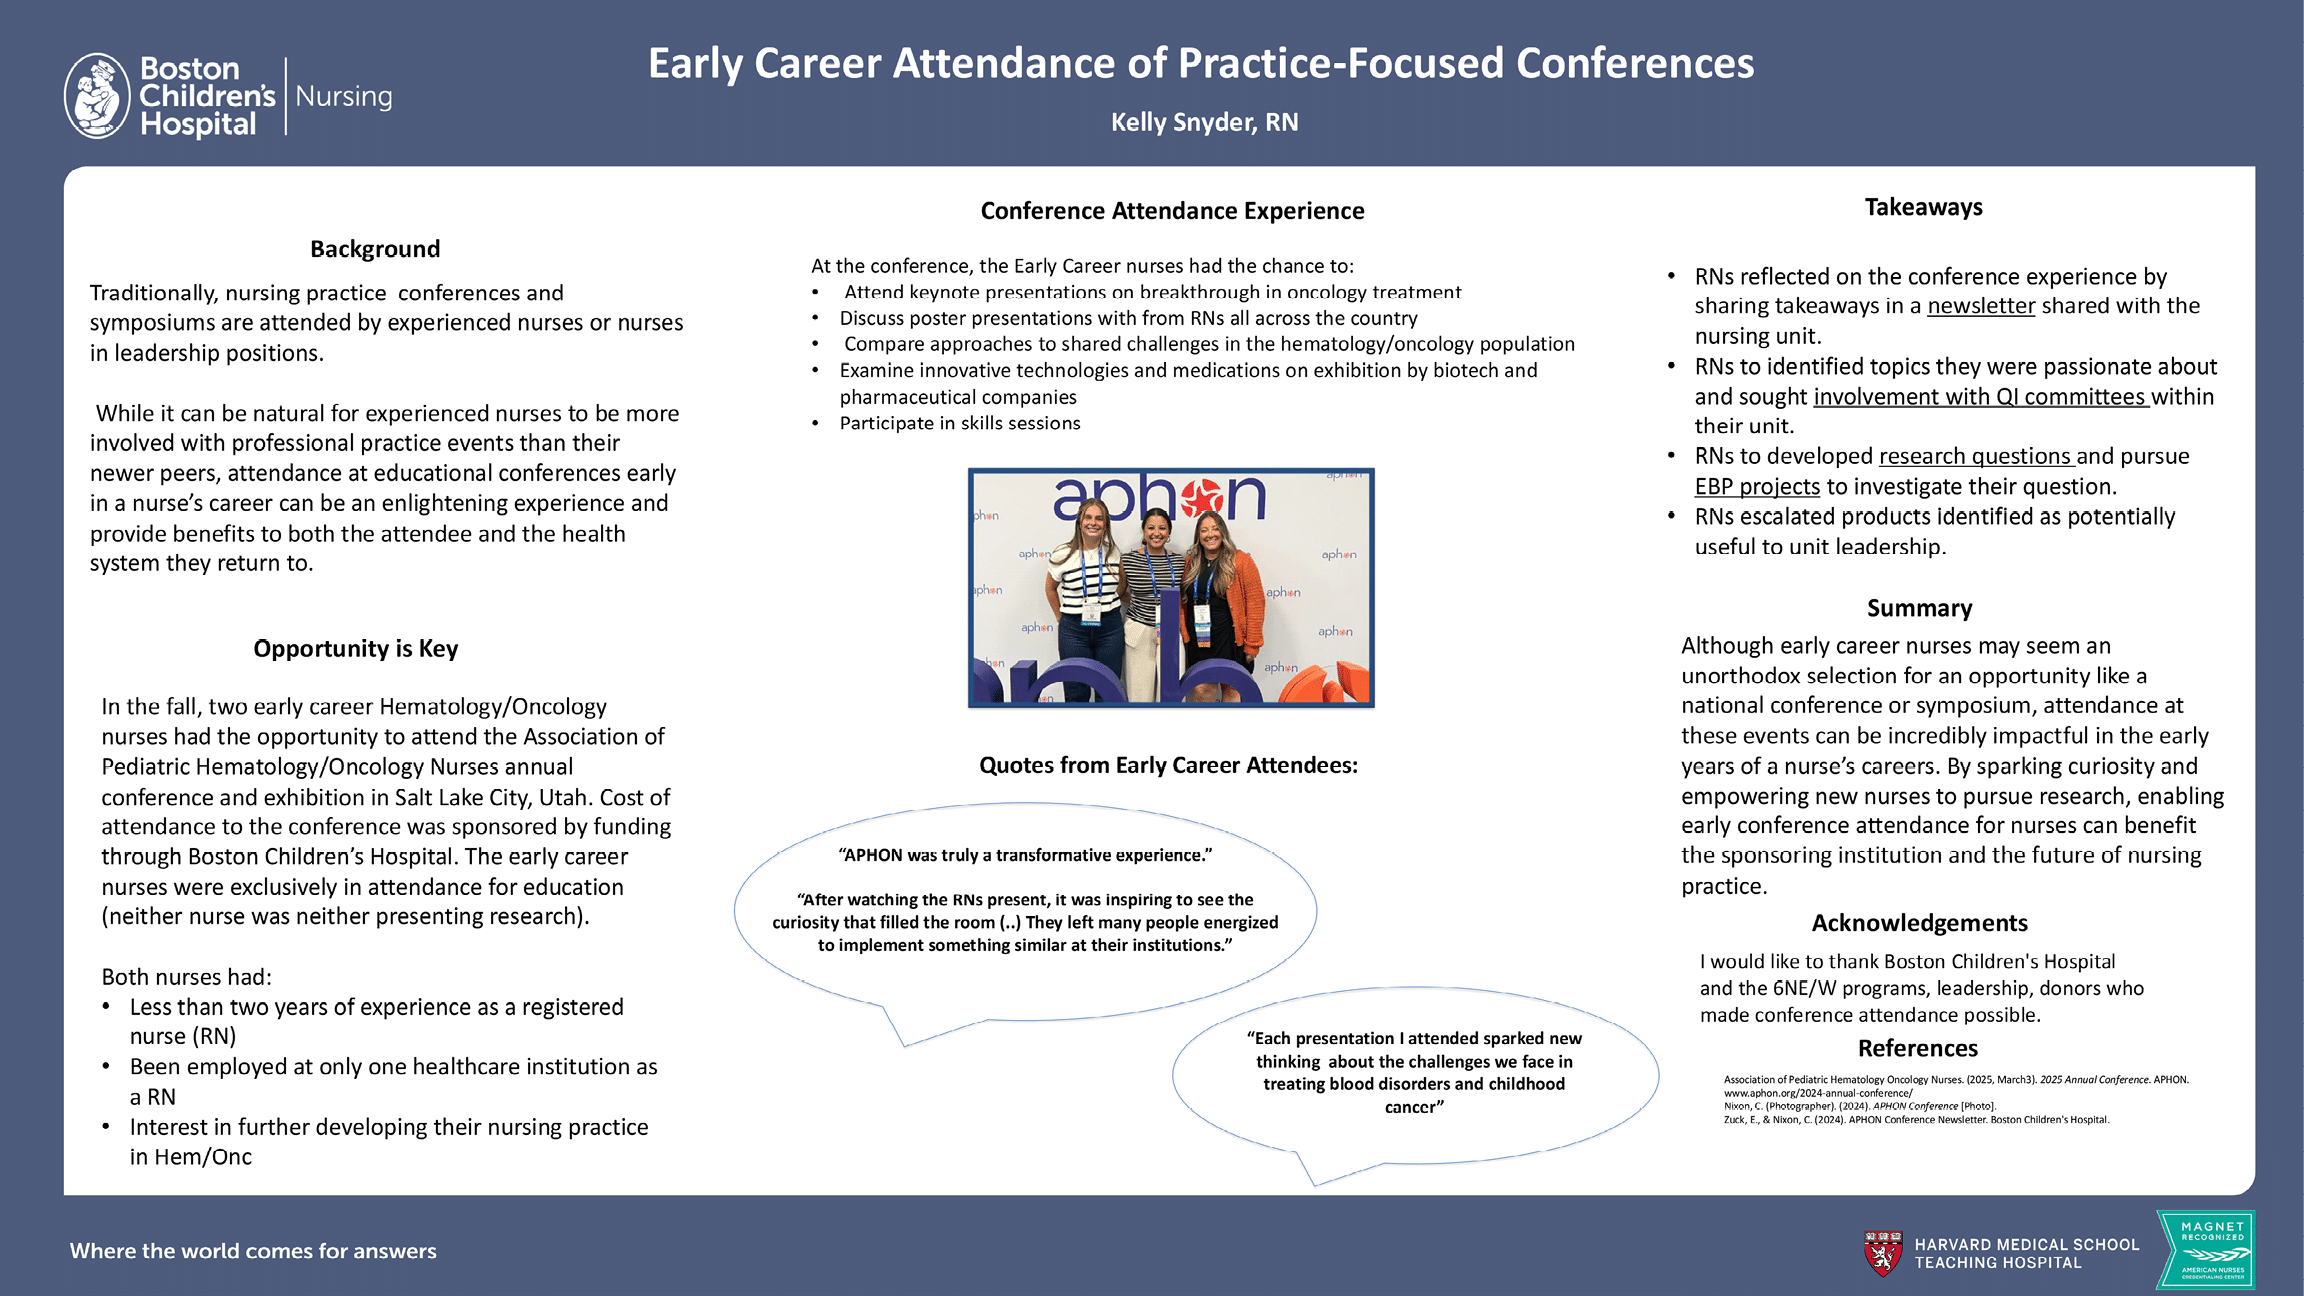 Boston
Children's
Hospital
Nursing
Early Career Attendance of Practice-Focused Conferences
Kelly Snyder, RN
Background
Traditionally, nursing practice  conferences and
symposiums are attended by experienced nurses or nurses
in leadership positions.
While it can be natural for experienced nurses to be more
involved with professional practice events than their
newer peers, attendance at educational conferences early
in a nurse's career can be an enlightening experience and
provide benefits to both the attendee and the health
system they return to.
Opportunity is Key
In the fall, two early career Hematology/Oncology
nurses had the opportunity to attend the Association of
Pediatric Hematology/Oncology Nurses annual
conference and exhibition in Salt Lake City, Utah. Cost of
attendance to the conference was sponsored by funding
through Boston Children's Hospital. The early career
nurses were exclusively in attendance for education
(neither nurse was neither presenting research).
Both nurses had:
• Less than two years of experience as a registered
nurse (RN)
• Been employed at only one healthcare institution as
a RN
• Interest in further developing their nursing practice
in Hem/Onc
Conference Attendance Experience
At the conference, the Early Career nurses had the chance to:
• Attend keynote presentations on breakthrough in oncology treatment
• Discuss poster presentations with from RNs all across the country
• Compare approaches to shared challenges in the hematology/oncology population
• Examine innovative technologies and medications on exhibition by biotech and
pharmaceutical companies
• Participate in skills sessions
aphon
aphon
phon
aphon
aphon
aphon
aphon
aphon
aphon
hon
aphon
Quotes from Early Career Attendees:
“APHON was truly a transformative experience.”
“After watching the RNs present, it was inspiring to see the
curiosity that filled the room (..) They left many people energized
to implement something similar at their institutions.”
“Each presentation I attended sparked new
thinking  about the challenges we face in
treating blood disorders and childhood
cancer”
Takeaways
• RNs reflected on the conference experience by
sharing takeaways in a newsletter shared with the
nursing unit.
• RNs to identified topics they were passionate about
and sought involvement with QI committees within
their unit.
• RNs to developed research questions and pursue
EBP projects to investigate their question.
• RNs escalated products identified as potentially
useful to unit leadership.
Summary
Although early career nurses may seem an
unorthodox selection for an opportunity like a
national conference or symposium, attendance at
these events can be incredibly impactful in the early
years of a nurse's careers. By sparking curiosity and
empowering new nurses to pursue research, enabling
early conference attendance for nurses can benefit
the sponsoring institution and the future of nursing
practice.
Acknowledgements
I would like to thank Boston Children's Hospital
and the 6NE/W programs, leadership, donors who
made conference attendance possible.
References
Association of Pediatric Hematology Oncology Nurses. (2025, March3). 2025 Annual Conference. APHON.
www.aphon.org/2024-annual-conference/
Nixon, C. (Photographer). (2024). APHON Conference [Photo].
Zuck, E., & Nixon, C. (2024). APHON Conference Newsletter. Boston Children's Hospital.
Where the world comes for answers
HARVARD MEDICAL SCHOOL
TEACHING HOSPITAL
MAGNET
RECOGNIZED
AMERICAN NURSES
CREDENTIALING CENTER